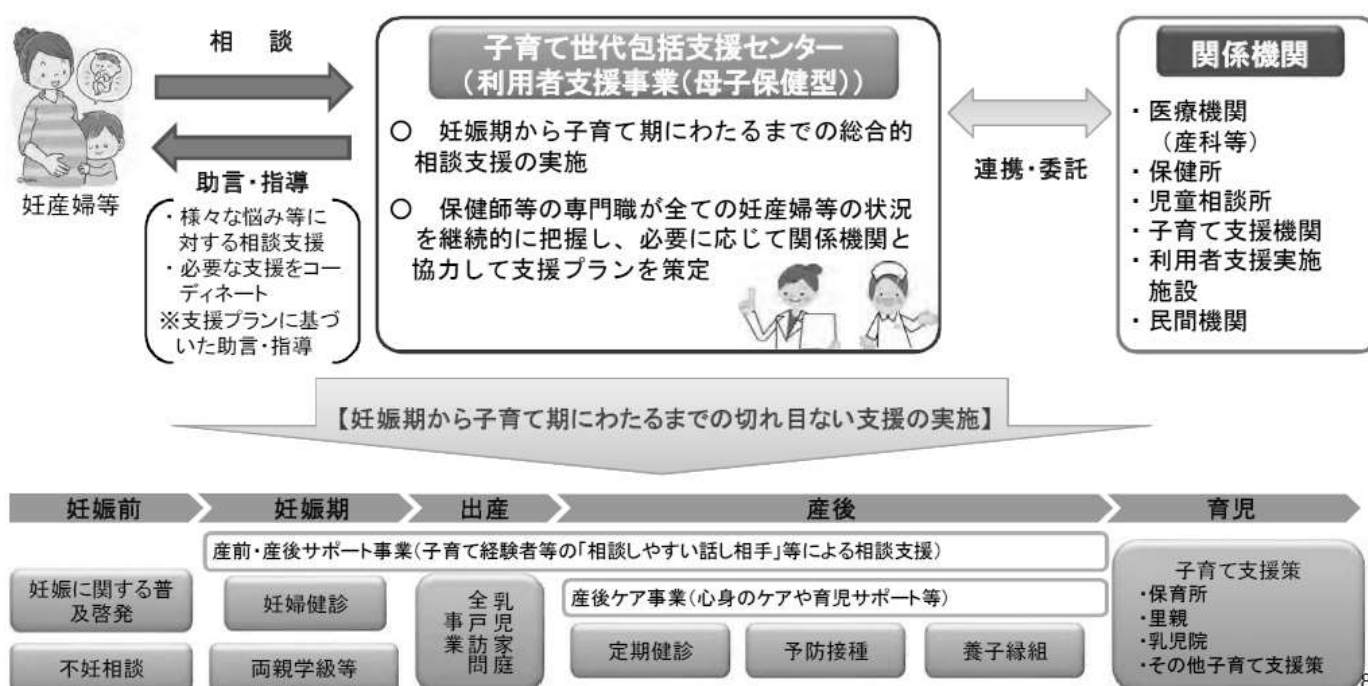 相　談
妊産婦等
助言・指導
・様々な悩み等に
対する相談支援
・必要な支援をコー
ディネート
※支援プランに基づ
いた助言・指導
子育て世代包括支援センター
（利用者支援事業（母子保健型））
○　妊娠期から子育て期にわたるまでの総合的
相談支援の実施
○　保健師等の専門職が全ての妊産婦等の状況
を継続的に把握し、必要に応じて関係機関と
協力して支援プランを策定
連携・委託
関係機関
・医療機関
（産科等）
・保健所
・児童相談所
・子育て支援機関
・利用者支援実施
施設
・民間機関
【妊娠期から子育て期にわたるまでの切れ目ない支援の実施】
妊娠前
妊娠期
出産
産後
育児
産前・産後サポート事業（子育て経験者等の「相談しやすい話し相手」等による相談支援）
妊娠に関する普
及啓発
不妊相談
妊婦健診
両親学級等
乳児家庭
全戸訪問
事業
産後ケア事業（心身のケアや育児サポート等）
定期健診
予防接種
養子縁組
子育て支援策
・保育所
・里親
・乳児院
・その他子育て支援策